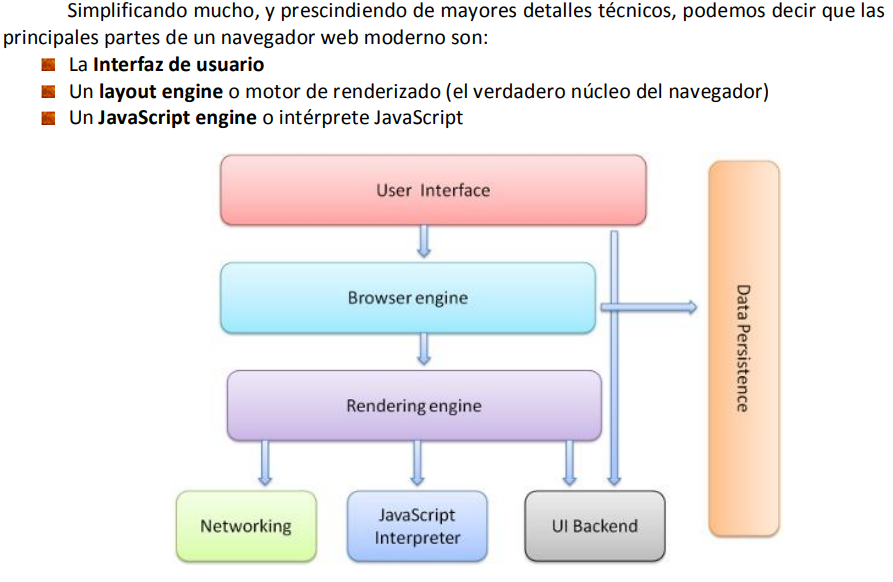 Simplificando mucho, y prescindiendo de mayores detalles técnicos, podemos decir que las
principales partes de un navegador web moderno son:
La Interfaz de usuario
Un layout engine o motor de renderizado (el verdadero núcleo del navegador)
Un JavaScript engine o intérprete JavaScript
User Interface
Browser engine
Data Persistence
Rendering engine
Networking
JavaScript
Interpreter
UI Backend